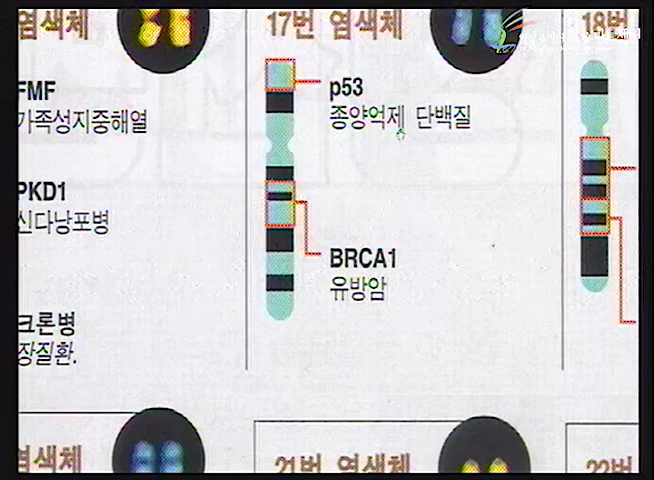 염색체
17번 염색체
18번
FMF
가족성지중해열
p53
종양억제 단백질
PKD1
신다낭포병
BRCA1
유방암
크론병
장질환.
염색체
21번 염색체
22번